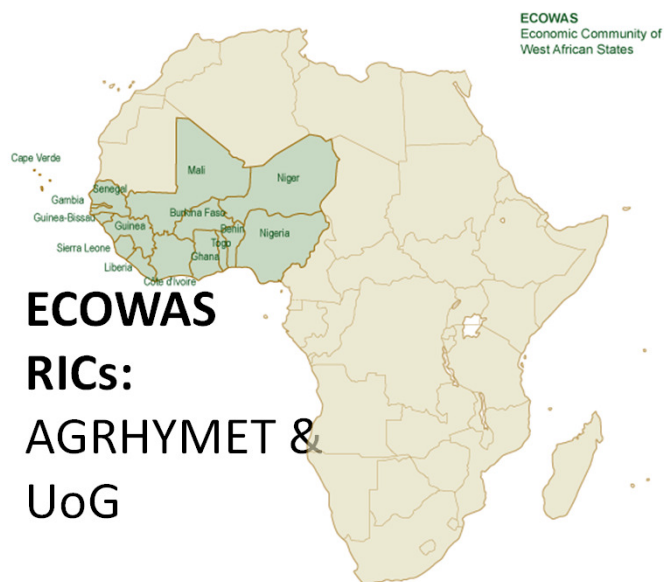 ECOWAS
Economic Community of
West African States
Cape Verde
Mali
Niger
Senegal
Gambia
Burkina Faso
Guinea-Bissau
Guinea
Benin
Nigeria
Togo
Sierra Leone
Ghana
Liberia
Côte d'Ivoire
ECOWAS
RICs:
AGRHYMET &
UoG